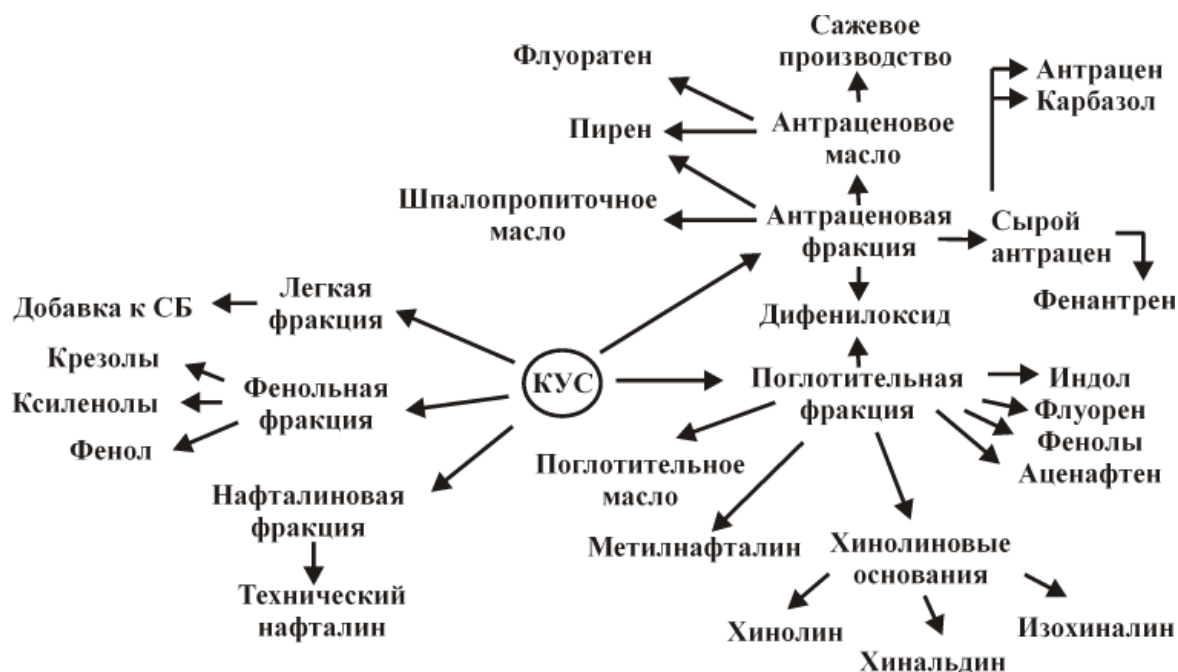 Сажевое
производство
Флуоратен
Антрацен
Карбазол
Пирен
Антраценовое
масло
Шпалопропиточное
масло
Антраценовая
фракция
Сырой
антрацен
Фенантрен
Легкая
фракция
Добавка к СБ
Дифенилоксид
Крезолы
Ксиленолы
Фенол
Фенольная
фракция
КУС
Поглотительная
фракция
Индол
Флуорен
Фенолы
Аценафтен
Поглотительное
масло
Нафталиновая
фракция
Метилнафталин
Хинолиновые
основания
Технический
нафталин
Хинолин
Хинальдин
Изохиналин